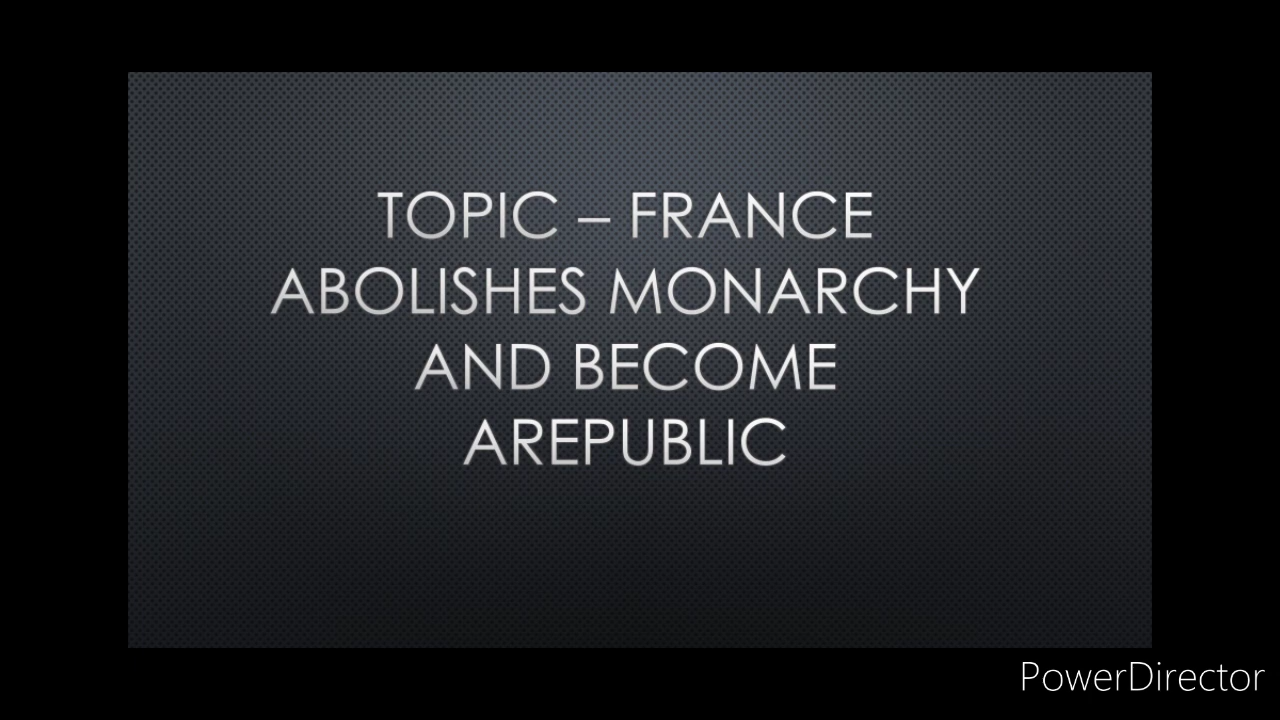 TOPIC – FRANCE
ABOLISHES MONARCHY
AND BECOME
AREPUBLIC
PowerDirector